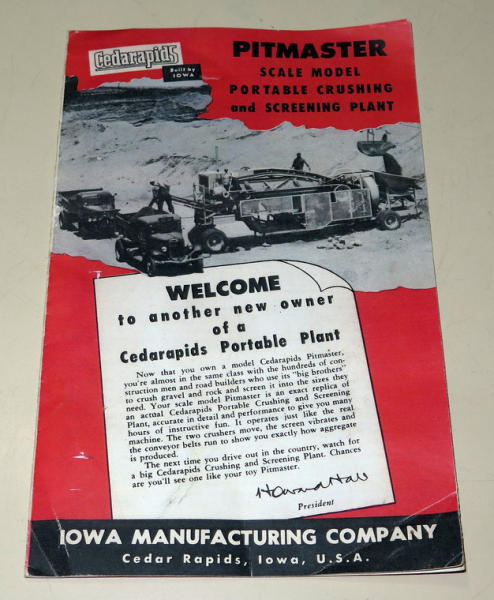 Cedarapids
Built by
IOWA
PITMASTER
SCALE MODEL
PORTABLE CRUSHING
and SCREENING PLANT
WELCOME
to another new owner
of a
Cedarapids Portable Plant
Now that you own a model Cedarapids Pitmaster,
you're almost in the same class with the hundreds of con-
struction men and road builders who use its "big brothers"
to crush gravel and rock and screen it into the sizes they
need. Your scale model Pitmaster is an exact replica of
an actual Cedarapids Portable Crushing and Screening
Plant, accurate in detail and performance to give you many
hours of instructive fun. It operates just like the real
machine. The two crushers move, the screen vibrates and
the conveyor belts run to show you exactly how aggregate
is produced.
The next time you drive out in the country, watch for
a big Cedarapids Crushing and Screening Plant. Chances
are you'll see one like your toy Pitmaster.
Howard Hall
President
IOWA MANUFACTURING COMPANY
Cedar Rapids, Iowa, U.S.A.